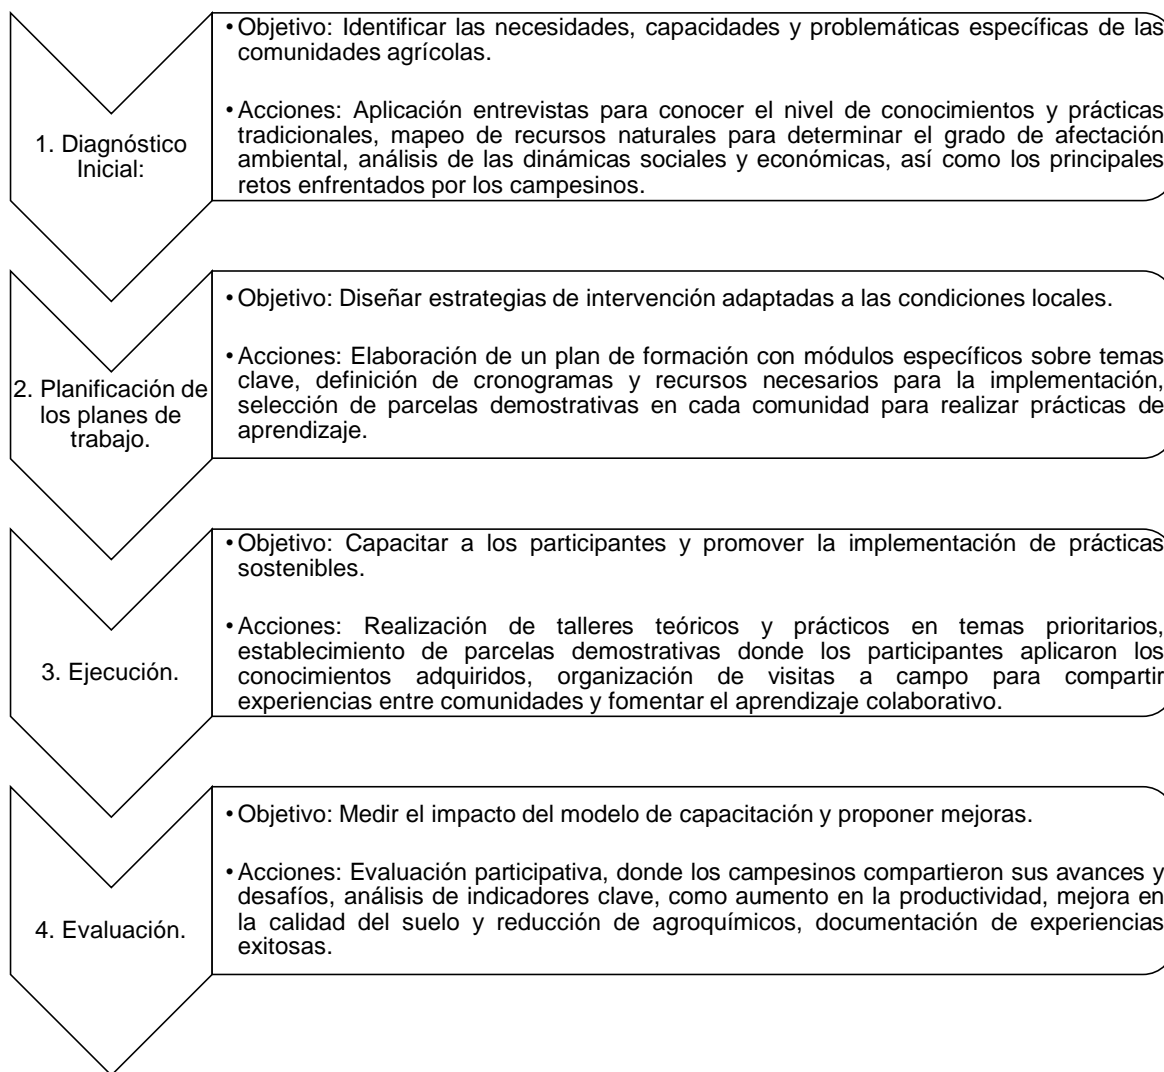 1. Diagnóstico
Inicial:
• Objetivo: Identificar las necesidades, capacidades y problemáticas específicas de las
comunidades agrícolas.
• Acciones: Aplicación entrevistas para conocer el nivel de conocimientos y prácticas
tradicionales, mapeo de recursos naturales para determinar el grado de afectación
ambiental, análisis de las dinámicas sociales y económicas, así como los principales
retos enfrentados por los campesinos.
2. Planificación de
los planes de
trabajo.
• Objetivo: Diseñar estrategias de intervención adaptadas a las condiciones locales.
• Acciones: Elaboración de un plan de formación con módulos específicos sobre temas
clave, definición de cronogramas y recursos necesarios para la implementación,
selección de parcelas demostrativas en cada comunidad para realizar prácticas de
aprendizaje.
3. Ejecución.
• Objetivo: Capacitar a los participantes y promover la implementación de prácticas
sostenibles.
• Acciones: Realización de talleres teóricos y prácticos en temas prioritarios,
establecimiento de parcelas demostrativas donde los participantes aplicaron los
conocimientos adquiridos, organización de visitas a campo para compartir
experiencias entre comunidades y fomentar el aprendizaje colaborativo.
4. Evaluación.
• Objetivo: Medir el impacto del modelo de capacitación y proponer mejoras.
• Acciones: Evaluación participativa, donde los campesinos compartieron sus avances y
desafíos, análisis de indicadores clave, como aumento en la productividad, mejora en
la calidad del suelo y reducción de agroquímicos, documentación de experiencias
exitosas.